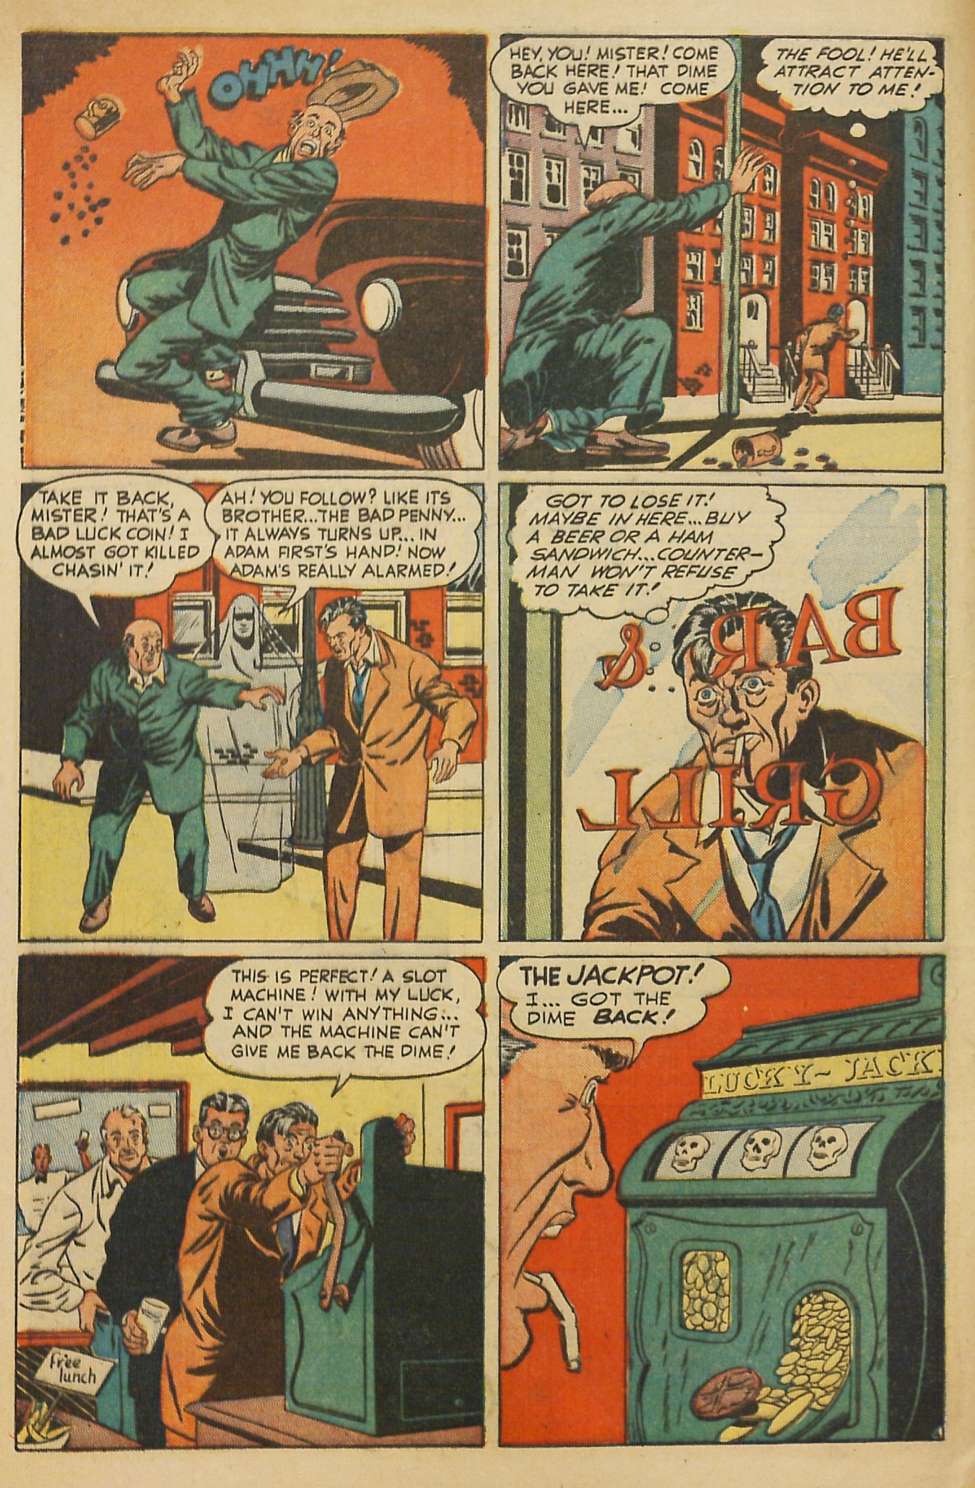 OHHH!
HEY, YOU! MISTER! COME
BACK HERE! THAT DIME
YOU GAVE ME! COME
HERE...
THE FOOL! HE'LL
ATTRACT ATTEN-
TION TO ME!
TAKE IT BACK,
MISTER! THAT'S A
BAD LUCK COIN! I
ALMOST GOT KILLED
CHASIN' IT!
AH! YOU FOLLOW? LIKE ITS
BROTHER...THE BAD PENNY...
IT ALWAYS TURNS UP... IN
ADAM FIRST'S HAND! NOW
ADAM'S REALLY ALARMED!
GOT TO LOSE IT!
MAYBE IN HERE...BUY
A BEER OR A HAM
SANDWICH...COUNTER-
MAN WON'T REFUSE
TO TAKE IT!
BAR &
GRILL
THIS IS PERFECT! A SLOT
MACHINE! WITH MY LUCK,
I CAN'T WIN ANYTHING...
AND THE MACHINE CAN'T
GIVE ME BACK THE DIME!
Free
lunch
THE JACKPOT!
I... GOT THE
DIME BACK!
LUCKY-JACK